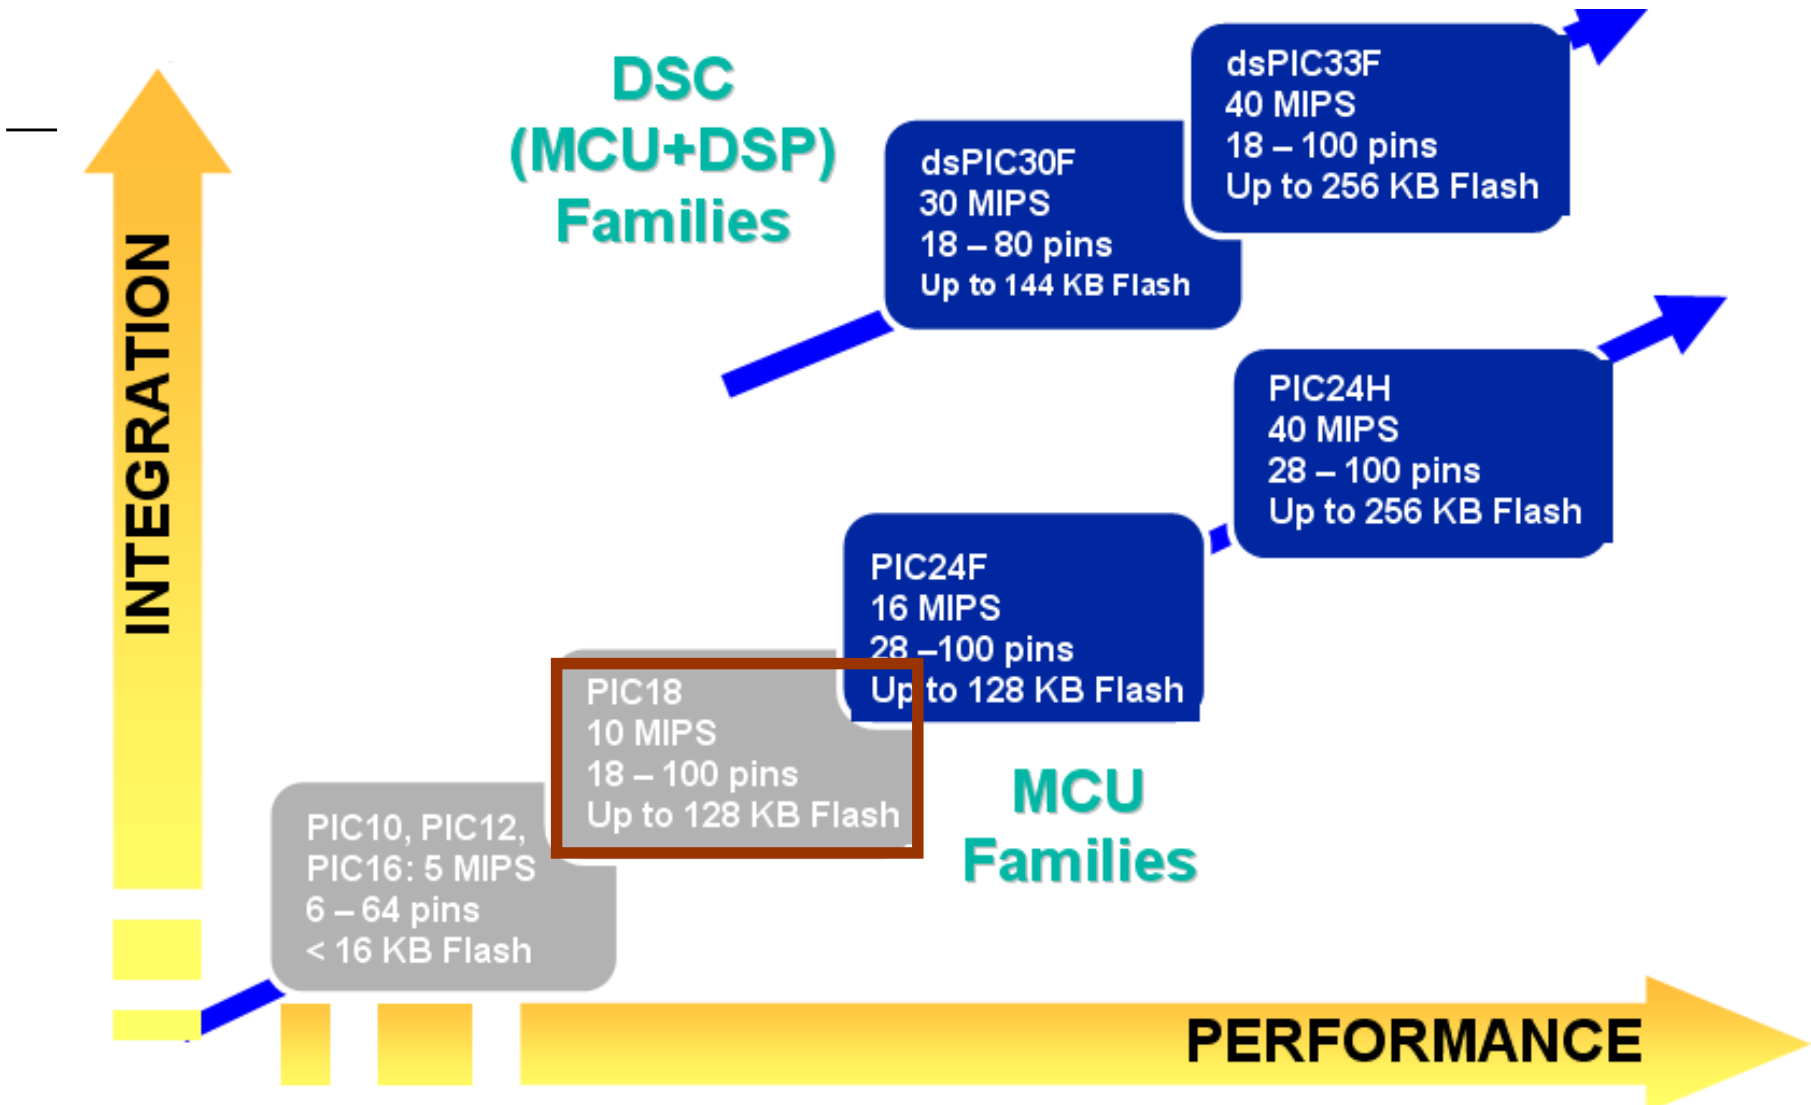 DSC
(MCU+DSP)
Families
dsPIC33F
40 MIPS
18 – 100 pins
Up to 256 KB Flash
dsPIC30F
30 MIPS
18 – 80 pins
Up to 144 KB Flash
INTEGRATION
PIC24H
40 MIPS
28 – 100 pins
Up to 256 KB Flash
PIC24F
16 MIPS
28 –100 pins
Up to 128 KB Flash
PIC18
10 MIPS
18 – 100 pins
Up to 128 KB Flash
MCU
Families
PIC10, PIC12,
PIC16: 5 MIPS
6 – 64 pins
< 16 KB Flash
PERFORMANCE